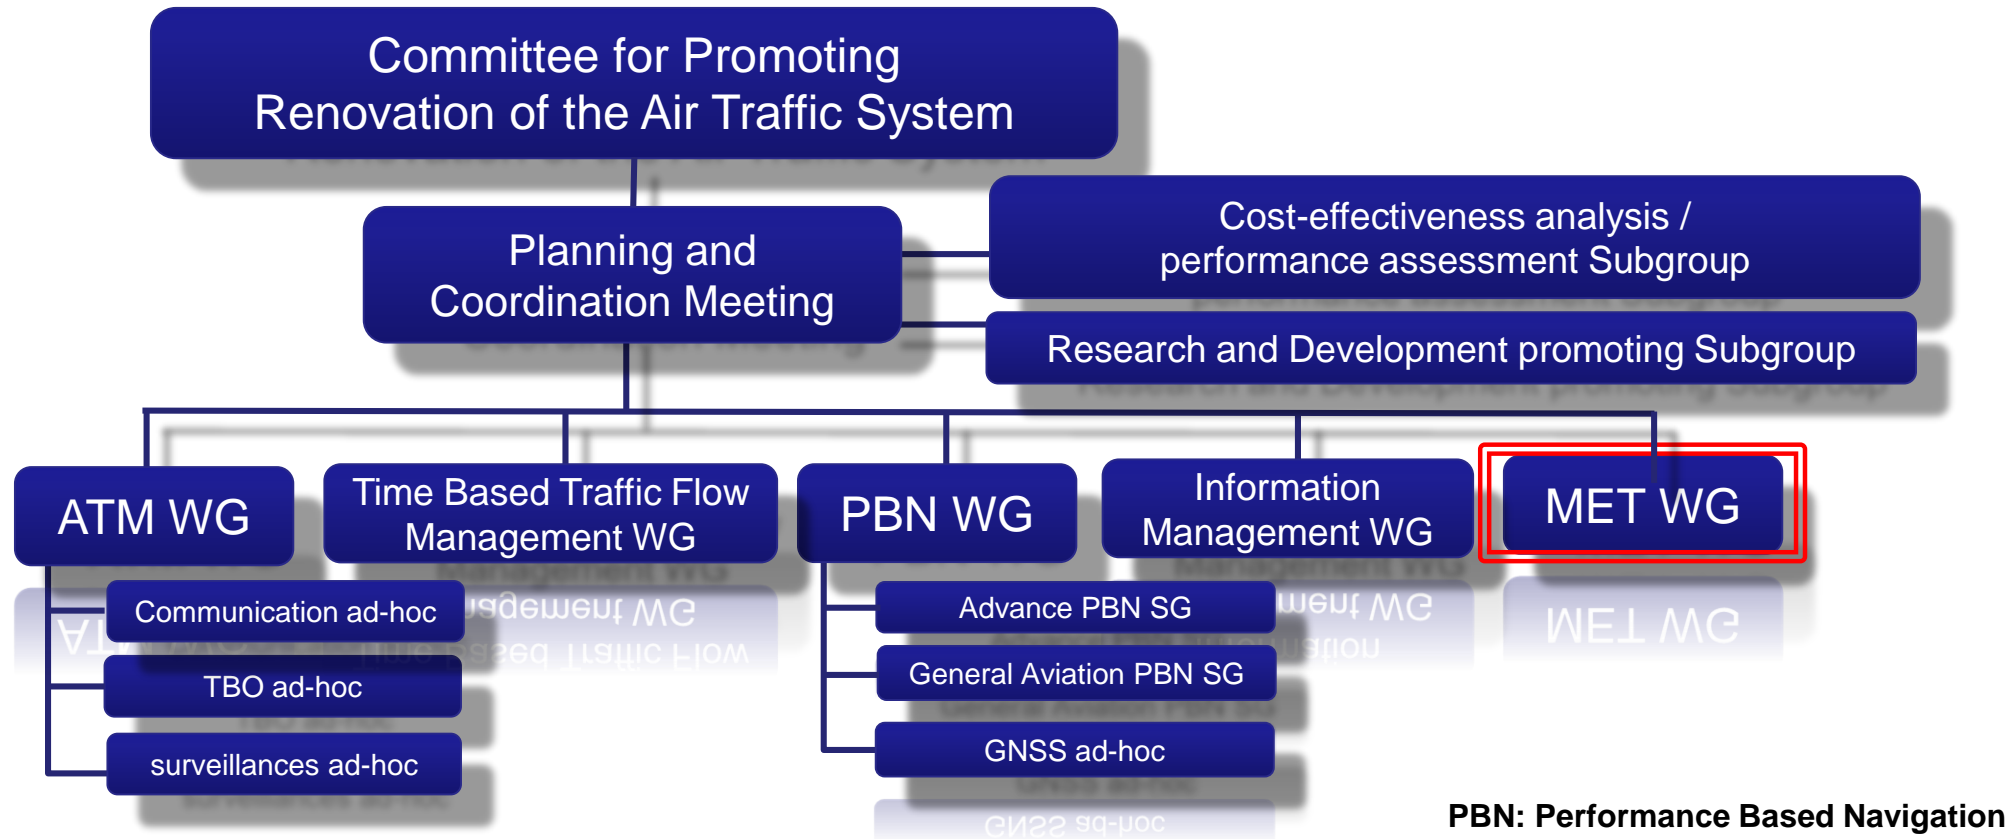 Committee for Promoting
Renovation of the Air Traffic System
Planning and
Coordination Meeting
Cost-effectiveness analysis /
performance assessment Subgroup
Research and Development promoting Subgroup
ATM WG
Time Based Traffic Flow
Management WG
PBN WG
Information
Management WG
MET WG
Communication ad-hoc
TBO ad-hoc
surveillances ad-hoc
Advance PBN SG
General Aviation PBN SG
GNSS ad-hoc
PBN: Performance Based Navigation